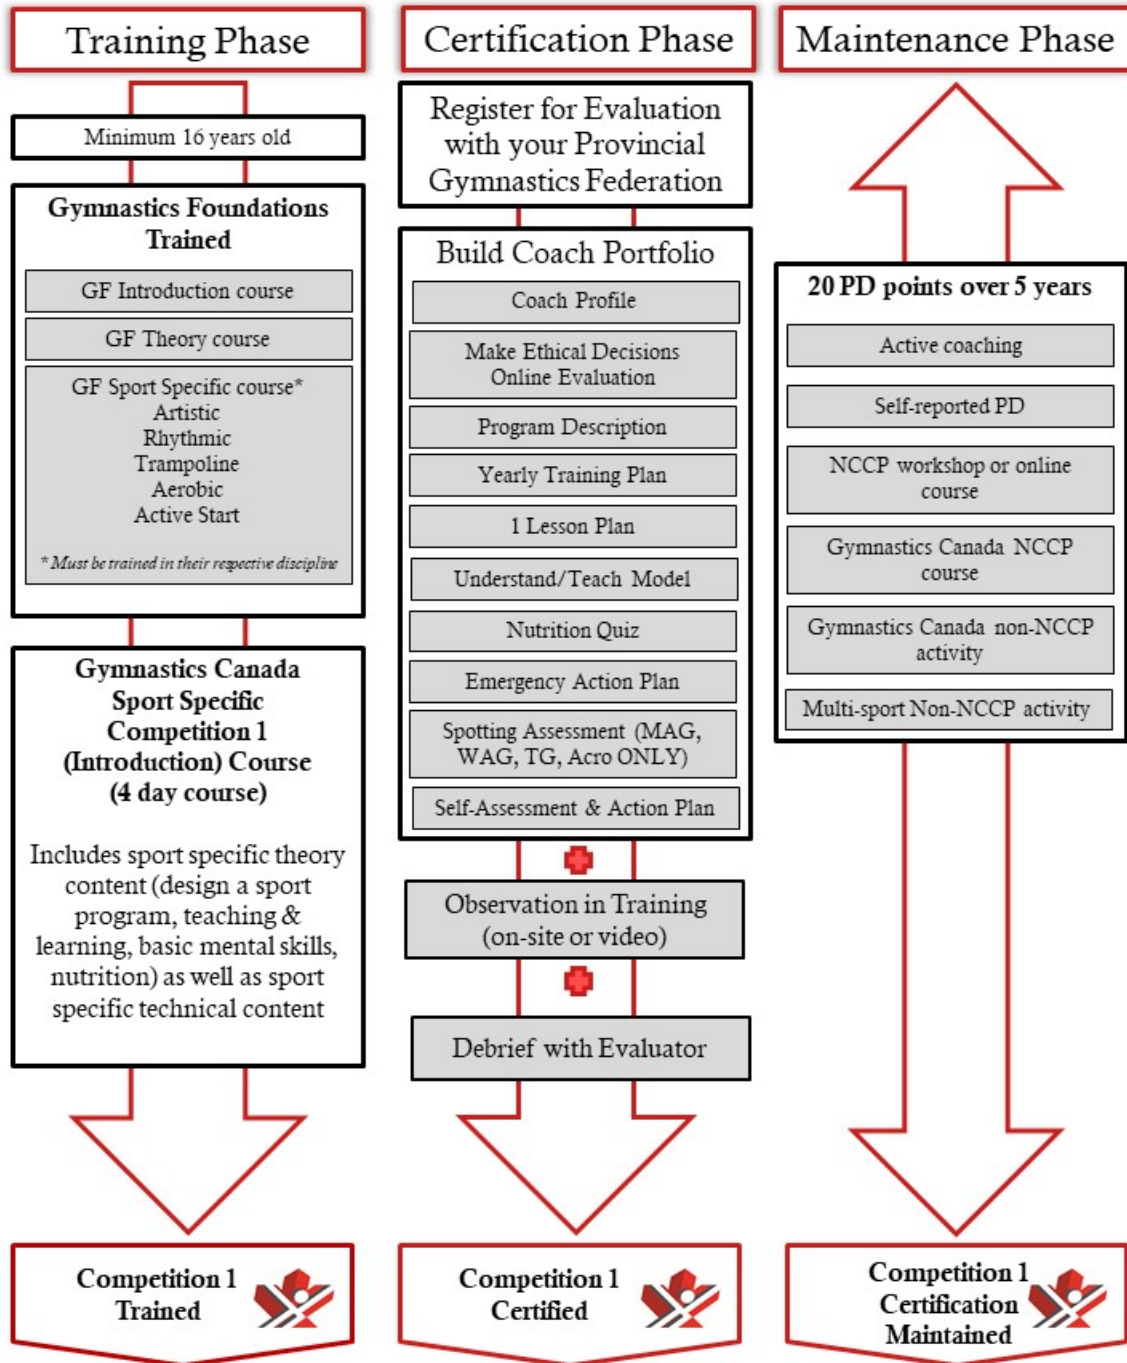 Training Phase
Minimum 16 years old
Gymnastics Foundations
Trained
GF Introduction course
GF Theory course
GF Sport Specific course*
Artistic
Rhythmic
Trampoline
Aerobic
Active Start
* Must be trained in their respective discipline
Gymnastics Canada
Sport Specific
Competition 1
(Introduction) Course
(4 day course)
Includes sport specific theory
content (design a sport
program, teaching &
learning, basic mental skills,
nutrition) as well as sport
specific technical content
Competition 1
Trained
Certification Phase
Register for Evaluation
with your Provincial
Gymnastics Federation
Build Coach Portfolio
Coach Profile
Make Ethical Decisions
Online Evaluation
Program Description
Yearly Training Plan
1 Lesson Plan
Understand/Teach Model
Nutrition Quiz
Emergency Action Plan
Spotting Assessment (MAG,
WAG, TG, Acro ONLY)
Self-Assessment & Action Plan
Observation in Training
(on-site or video)
Debrief with Evaluator
Competition 1
Certified
Maintenance Phase
20 PD points over 5 years
Active coaching
Self-reported PD
NCCP workshop or online
course
Gymnastics Canada NCCP
course
Gymnastics Canada non-NCCP
activity
Multi-sport Non-NCCP activity
Competition 1
Certification
Maintained